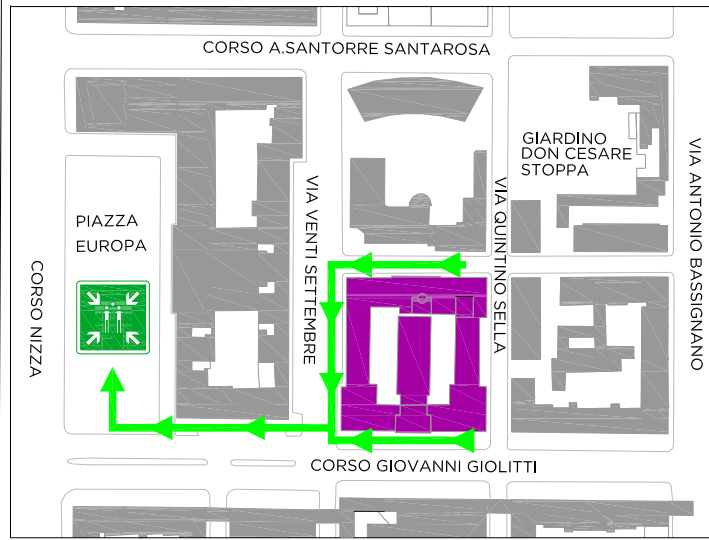 CORSO A.SANTORRE SANTAROSA
GIARDINO
DON CESARE
STOPPA
PIAZZA
EUROPA
CORSO NIZZA
VIA VENTI SETTEMBRE
VIA QUINTINO SELLA
VIA ANTONIO BASSIGNANO
CORSO GIOVANNI GIOLITTI